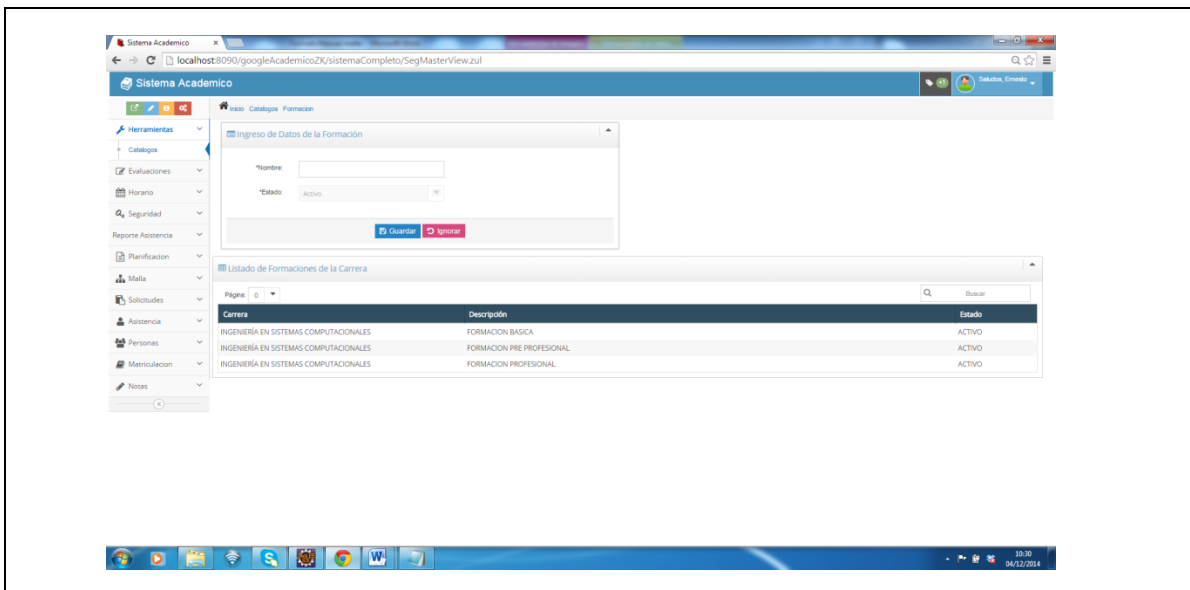 Sistema Academico
localhost:8090/googleAcademicoZK/sistemaCompleto/SegMasterView.zul
Sistema Academico
Saludos, Ernesto
Inicio Catalogos Formacion
Herramientas
Catalogos
Evaluaciones
Horario
Seguridad
Reporte Asistencia
Planificacion
Malla
Solicitudes
Asistencia
Personas
Matriculacion
Notas
Ingreso de Datos de la Formación
*Nombre:
*Estado: Activo
Guardar Ignorar
Listado de Formaciones de la Carrera
Página: 0 Buscar
Carrera Descripción Estado
INGENIERÍA EN SISTEMAS COMPUTACIONALES FORMACION BASICA ACTIVO
INGENIERÍA EN SISTEMAS COMPUTACIONALES FORMACION PRE PROFESIONAL ACTIVO
INGENIERÍA EN SISTEMAS COMPUTACIONALES FORMACION PROFESIONAL ACTIVO
10:30
04/12/2014